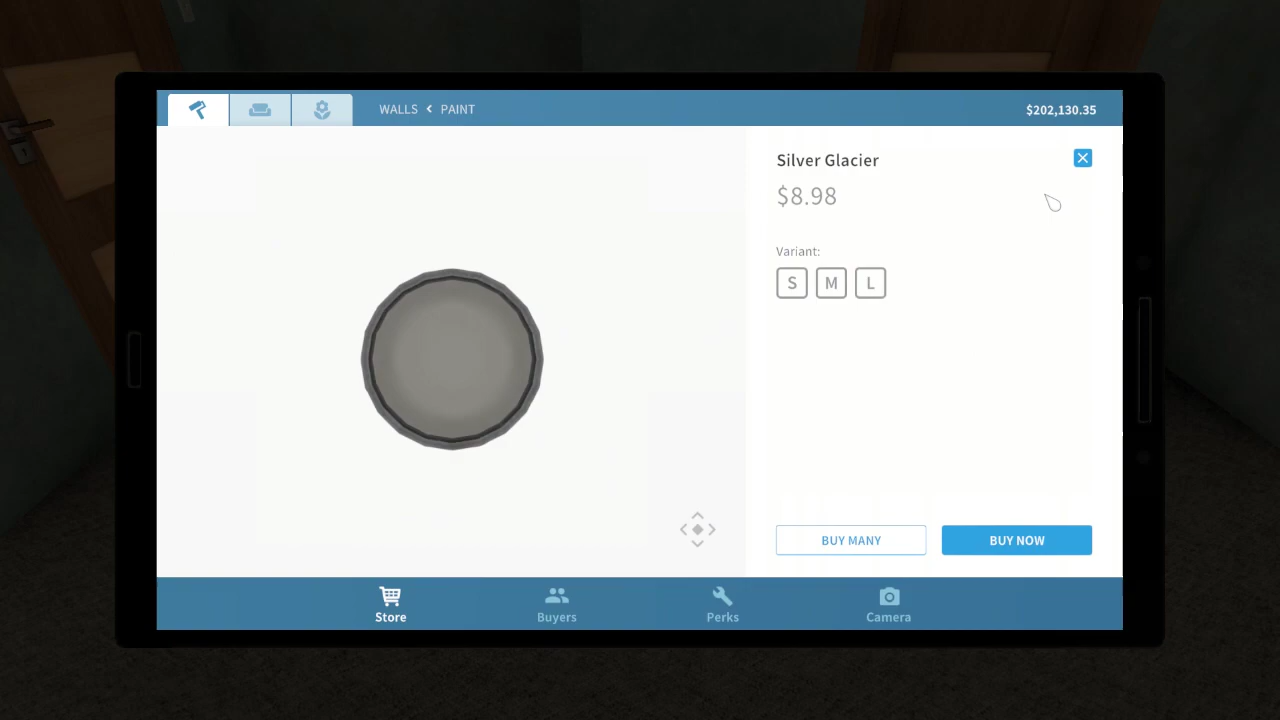 WALLS < PAINT
$202,130.35
Silver Glacier
$8.98
Variant:
S M L
BUY MANY
BUY NOW
Store
Buyers
Perks
Camera